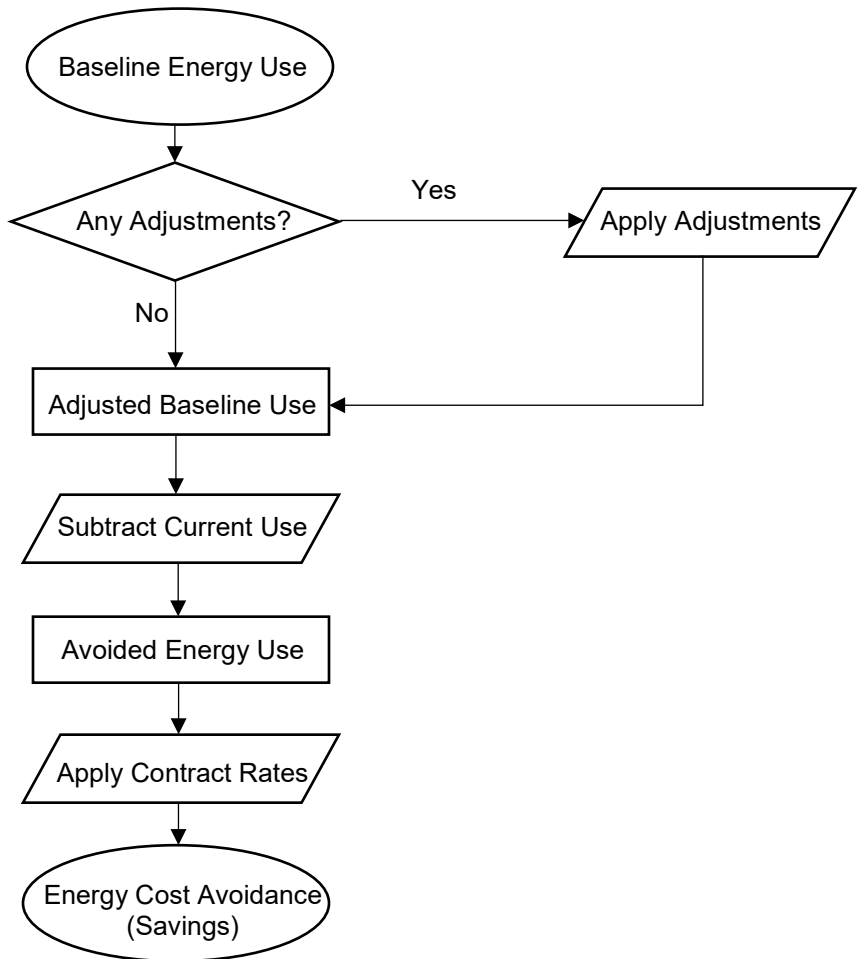 Baseline Energy Use
Any Adjustments?
Yes
Apply Adjustments
No
Adjusted Baseline Use
Subtract Current Use
Avoided Energy Use
Apply Contract Rates
Energy Cost Avoidance
(Savings)